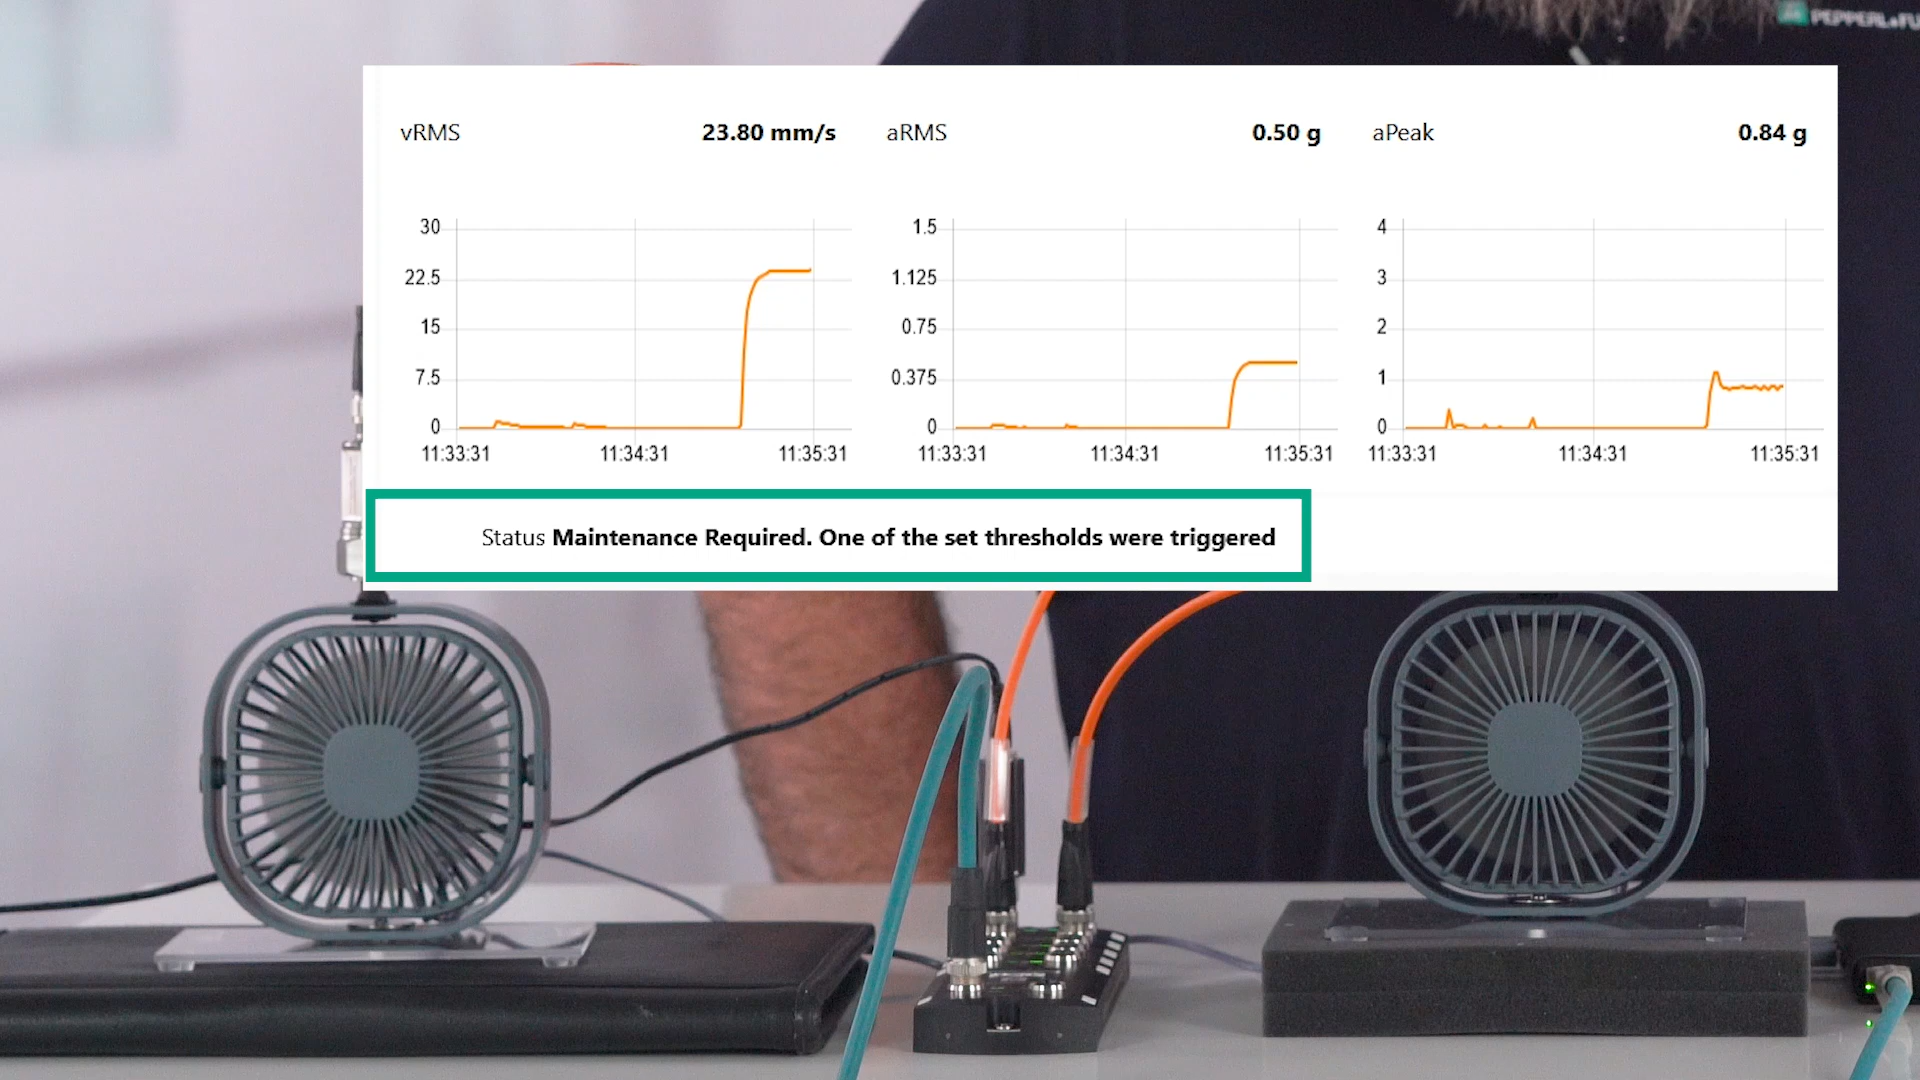 PEPPERL+FU
vRMS 23.80 mm/s
aRMS 0.50 g
aPeak 0.84 g
30
22.5
15
7.5
0
11:33:31 11:34:31 11:35:31
1.5
1.125
0.75
0.375
0
11:33:31 11:34:31 11:35:31
4
3
2
1
0
11:33:31 11:34:31 11:35:31
Status Maintenance Required. One of the set thresholds were triggered